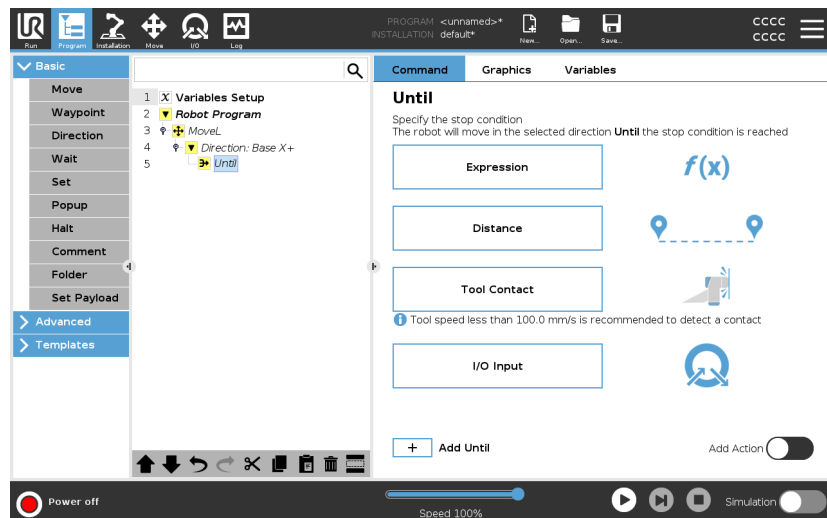 UR
Run
Program
Installation
Move
I/O
Log
PROGRAM <unnamed>*
INSTALLATION default*
New...
Open...
Save...
cccc
cccc
Basic
Move
Waypoint
Direction
Wait
Set
Popup
Halt
Comment
Folder
Set Payload
Advanced
Templates
1 X Variables Setup
2 Robot Program
3 MoveL
4 Direction: Base X+
5 Until
Command Graphics Variables
Until
Specify the stop condition
The robot will move in the selected direction Until the stop condition is reached
Expression
f(x)
Distance
Tool Contact
Tool speed less than 100.0 mm/s is recommended to detect a contact
I/O Input
+ Add Until
Add Action
Power off
Speed 100%
Simulation